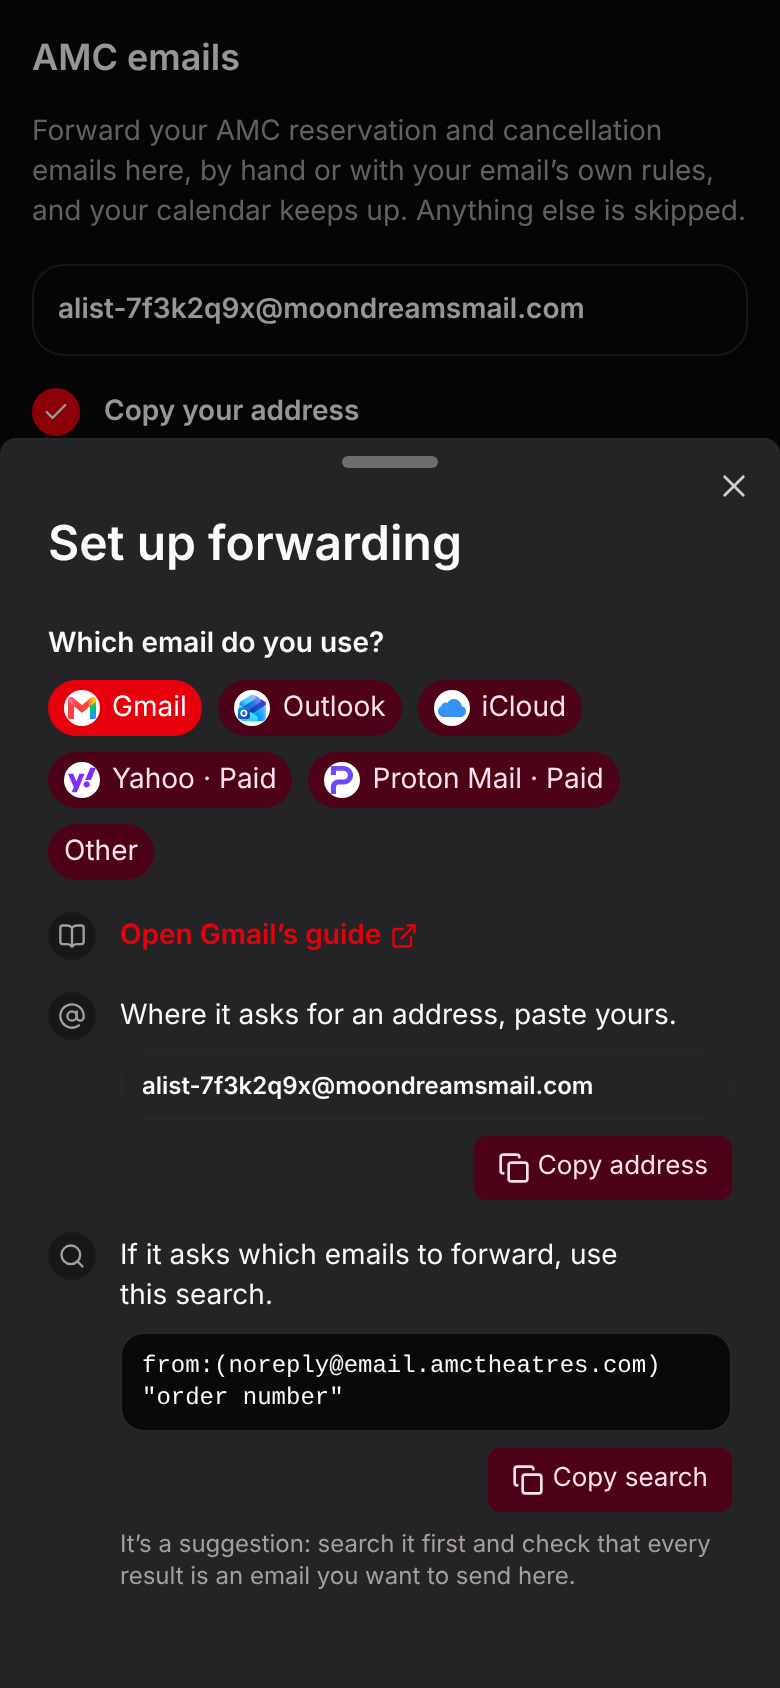 AMC emails
Forward your AMC reservation and cancellation
emails here, by hand or with your email’s own rules,
and your calendar keeps up. Anything else is skipped.
alist-7f3k2q9x@moondreamsmail.com
Copy your address
Set up forwarding
Which email do you use?
Gmail
Outlook
iCloud
Yahoo · Paid
Proton Mail · Paid
Other
Open Gmail’s guide
Where it asks for an address, paste yours.
alist-7f3k2q9x@moondreamsmail.com
Copy address
If it asks which emails to forward, use
this search.
from:(noreply@email.amctheatres.com)
"order number"
Copy search
It’s a suggestion: search it first and check that every
result is an email you want to send here.